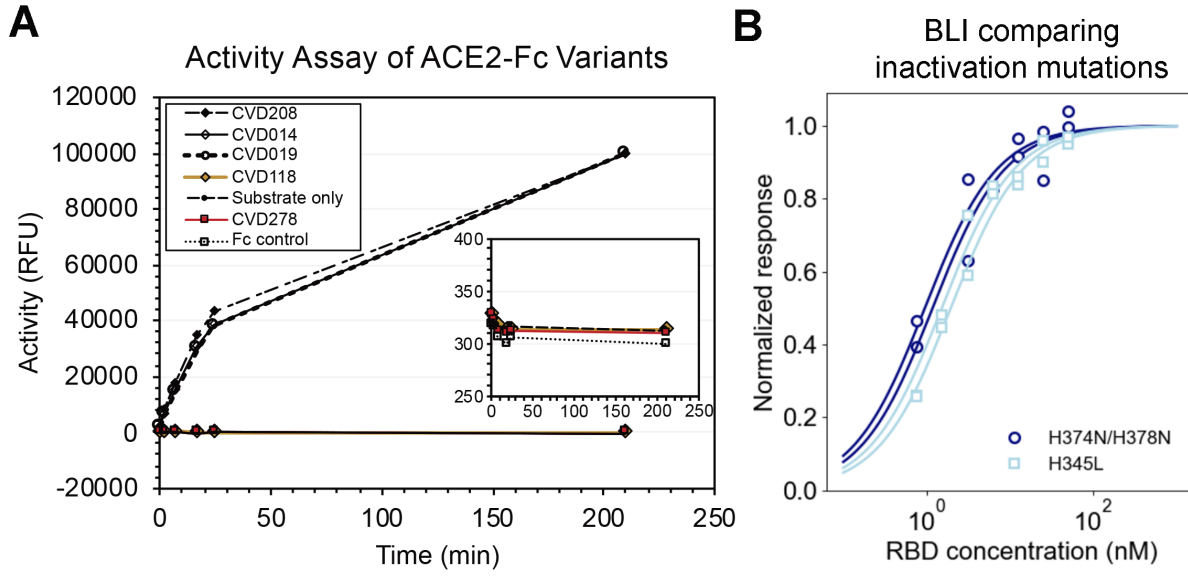 A
Activity Assay of ACE2-Fc Variants
Activity (RFU)
120000
100000
80000
60000
40000
20000
0
-20000
CVD208
CVD014
CVD019
CVD118
Substrate only
CVD278
Fc control
400
350
300
250
0 50 100 150 200 250
0 50 100 150 200 250
Time (min)
B
BLI comparing
inactivation mutations
Normalized response
1.0
0.8
0.6
0.4
0.2
0.0
H374N/H378N
H345L
10⁰ 10²
RBD concentration (nM)